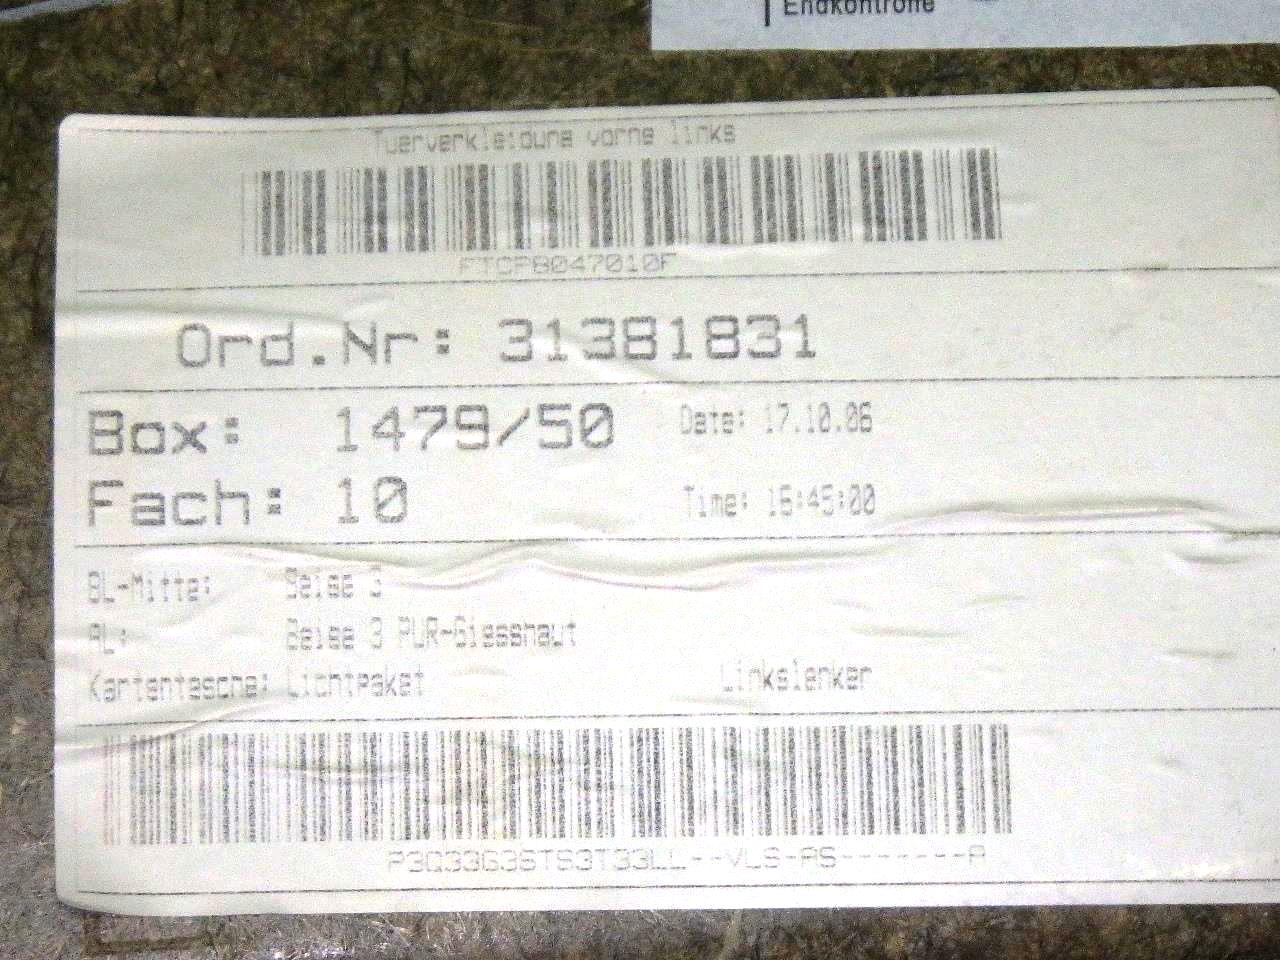 Endkontrolle
Tuerverkleidung vorne links
FTCPB047010F
Ord.Nr: 31381831
Box: 1479/50 Date: 17.10.06
Fach: 10 Time: 16:45:00
BL-Mitte: Beige 3
AL: Beige 3 PUR-Giesshaut
Kartentasche: Lichtpaket Linkslenker
P3Q33G3STS3T33LL--VLS-AS-------A